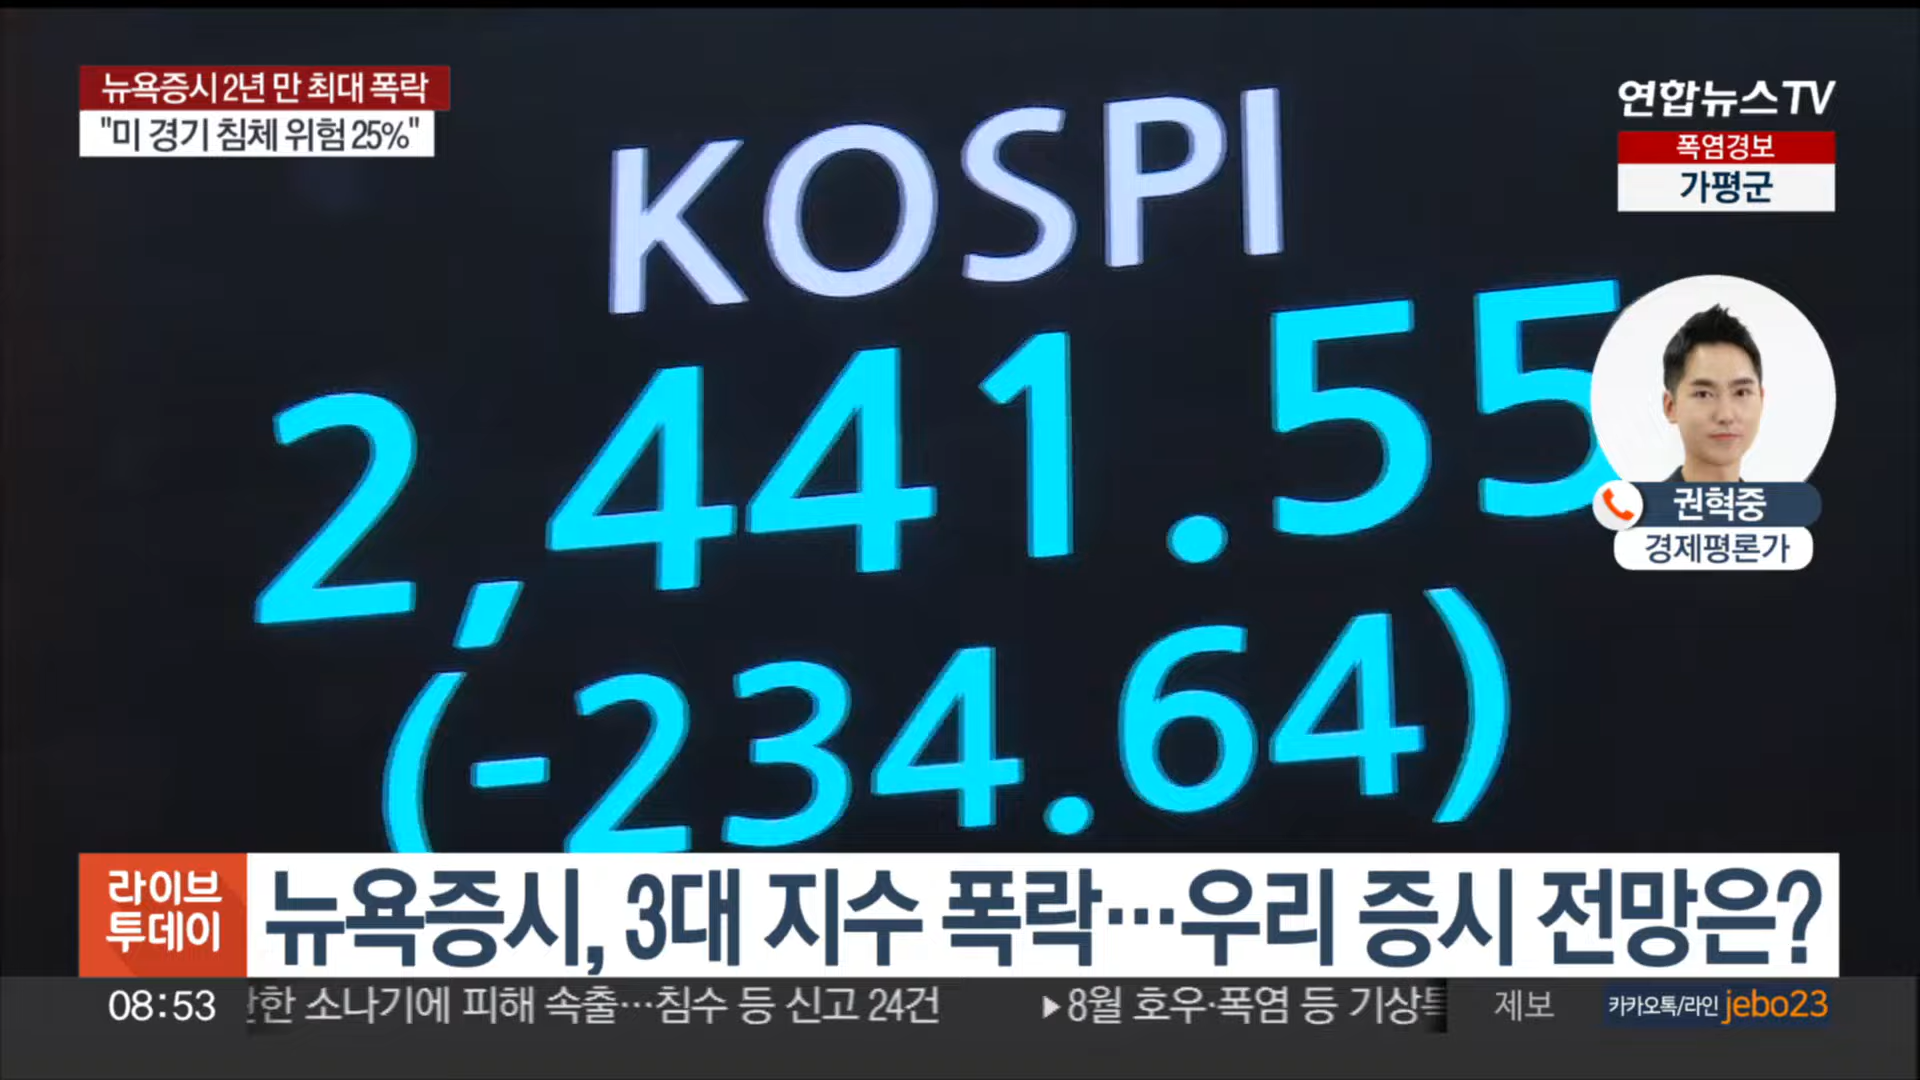 뉴욕증시 2년 만 최대 폭락
"미 경기 침체 위험 25%"
연합뉴스TV
폭염경보
가평군
KOSPI
2,441.55
(-234.64)
권혁중
경제평론가
라이브
투데이
뉴욕증시, 3대 지수 폭락…우리 증시 전망은?
08:53
한 소나기에 피해 속출…침수 등 신고 24건
▶8월 호우·폭염 등 기상특
제보
카카오톡/라인 jebo23